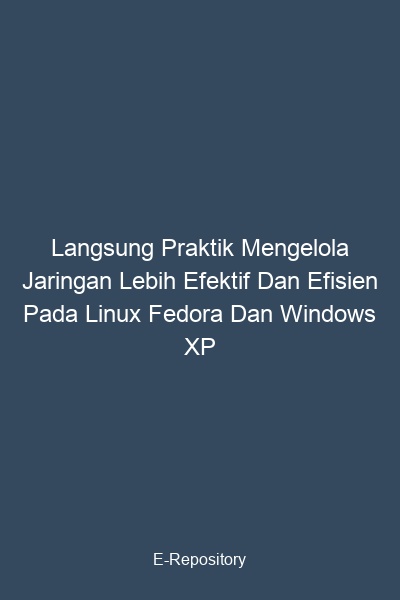 Langsung Praktik Mengelola
Jaringan Lebih Efektif Dan Efisien
Pada Linux Fedora Dan Windows
XP
E-Repository